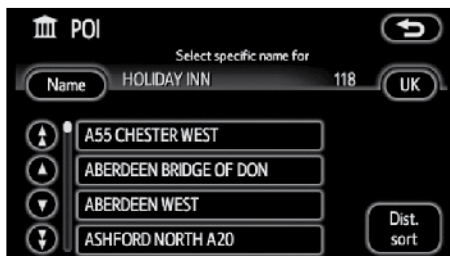 POI
Select specific name for
Name HOLIDAY INN 118 UK
A55 CHESTER WEST
ABERDEEN BRIDGE OF DON
ABERDEEN WEST
ASHFORD NORTH A20
Dist.
sort